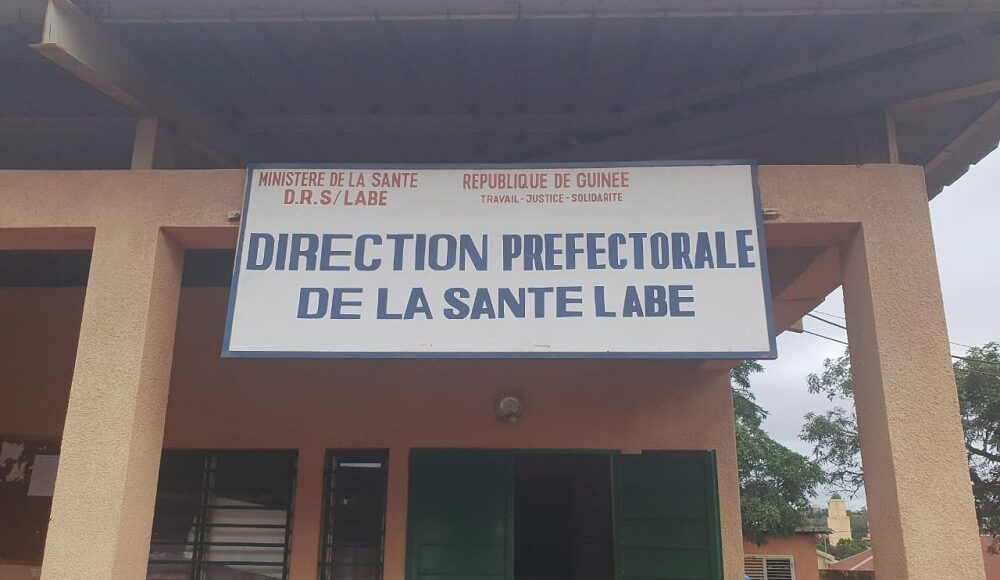 MINISTERE DE LA SANTE
D.R.S/LABE
REPUBLIQUE DE GUINEE
TRAVAIL - JUSTICE - SOLIDARITE
DIRECTION PREFECTORALE
DE LA SANTE LABE